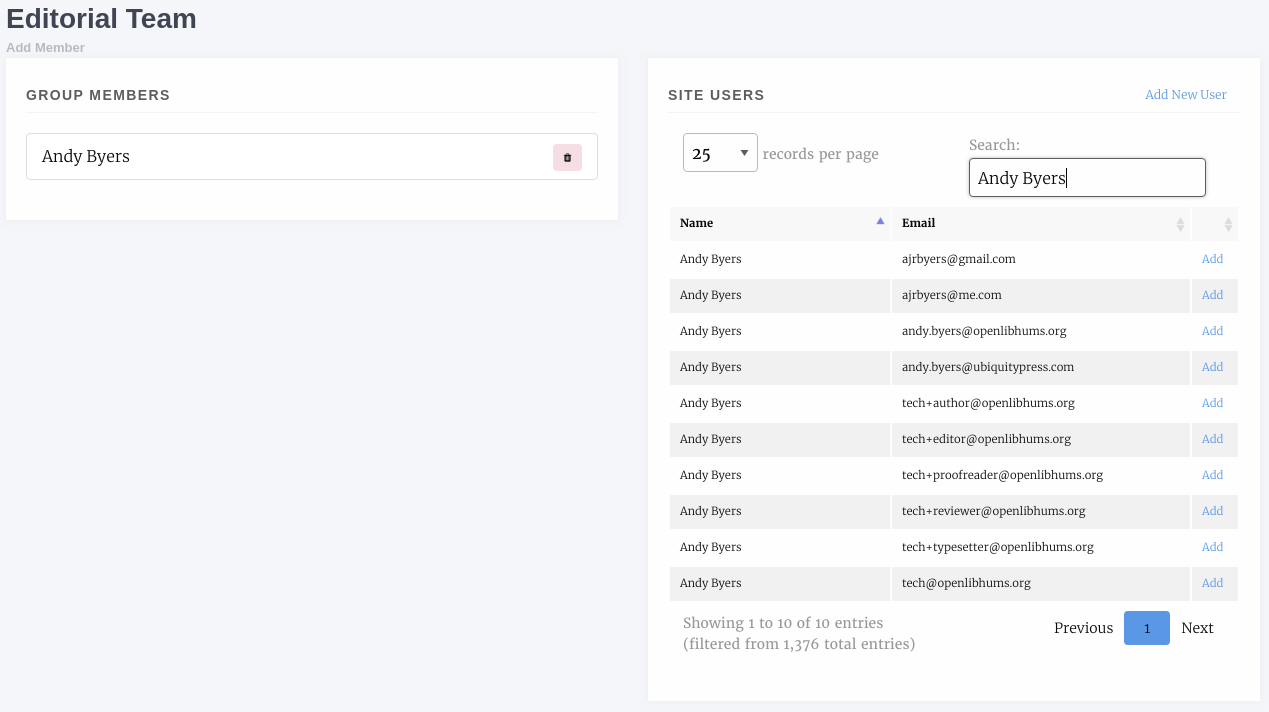 Editorial Team
Add Member
GROUP MEMBERS
Andy Byers
SITE USERS Add New User
25 records per page
Search:
Andy Byers
Name Email
Andy Byers ajrbyers@gmail.com Add
Andy Byers ajrbyers@me.com Add
Andy Byers andy.byers@openlibhums.org Add
Andy Byers andy.byers@ubiquitypress.com Add
Andy Byers tech+author@openlibhums.org Add
Andy Byers tech+editor@openlibhums.org Add
Andy Byers tech+proofreader@openlibhums.org Add
Andy Byers tech+reviewer@openlibhums.org Add
Andy Byers tech+typesetter@openlibhums.org Add
Andy Byers tech@openlibhums.org Add
Showing 1 to 10 of 10 entries
(filtered from 1,376 total entries)
Previous 1 Next